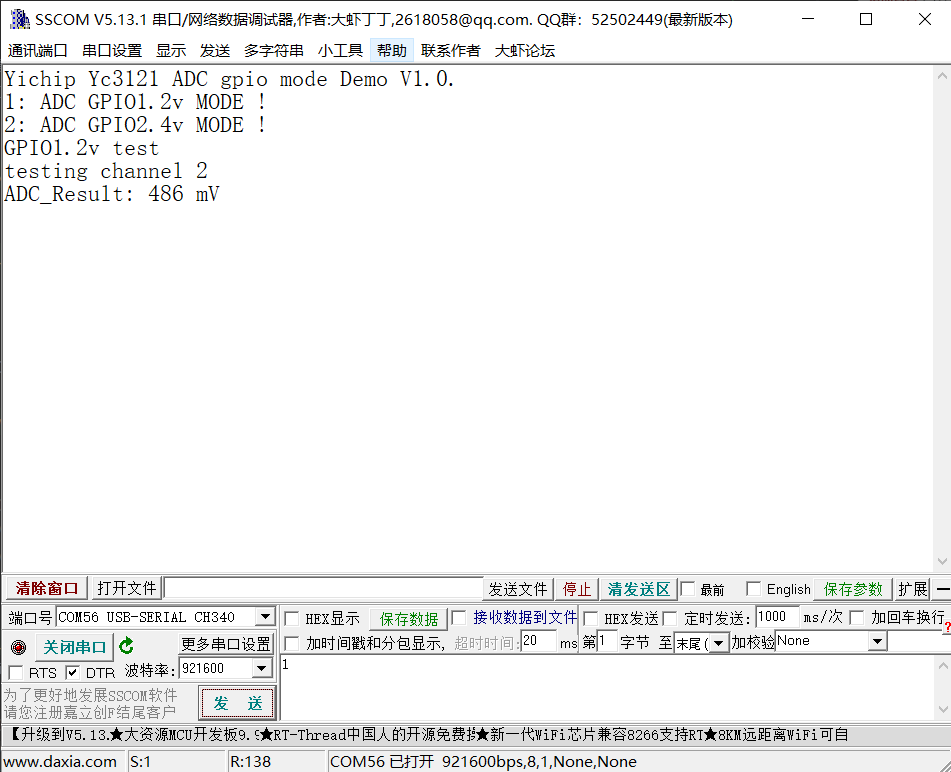 SSCOM V5.13.1 串口/网络数据调试器,作者:大虾丁丁,2618058@qq.com. QQ群: 52502449(最新版本)
通讯端口 串口设置 显示 发送 多字符串 小工具 帮助 联系作者 大虾论坛
Yichip Yc3121 ADC gpio mode Demo V1.0.
1: ADC GPIO1.2v MODE !
2: ADC GPIO2.4v MODE !
GPIO1.2v test
testing channel 2
ADC_Result: 486 mV
清除窗口 打开文件 发送文件 停止 清发送区 最前 English 保存参数 扩展
端口号 COM56 USB-SERIAL CH340 HEX显示 保存数据 接收数据到文件 HEX发送 定时发送: 1000 ms/次 加回车换行 ?
关闭串口 更多串口设置 加时间戳和分包显示, 超时时间: 20 ms 第 1 字节 至 末尾( 加校验 None
RTS DTR 波特率: 921600 1
为了更好地发展SSCOM软件
请您注册嘉立创F结尾客户
发 送
【升级到V5.13.★大资源MCU开发板9.9★RT-Thread中国人的开源免费操★新一代WiFi芯片兼容8266支持RT★8KM远距离WiFi可自
www.daxia.com S:1 R:138 COM56 已打开 921600bps,8,1,None,None